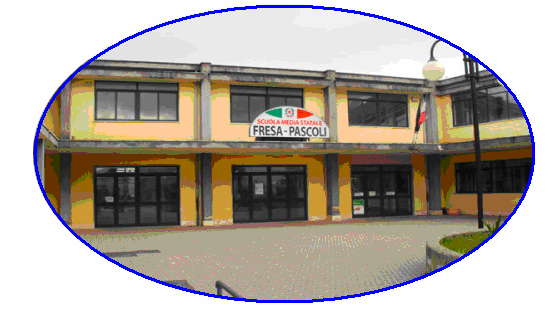 SCUOLA MEDIA STATALE
FRESA - PASCOLI